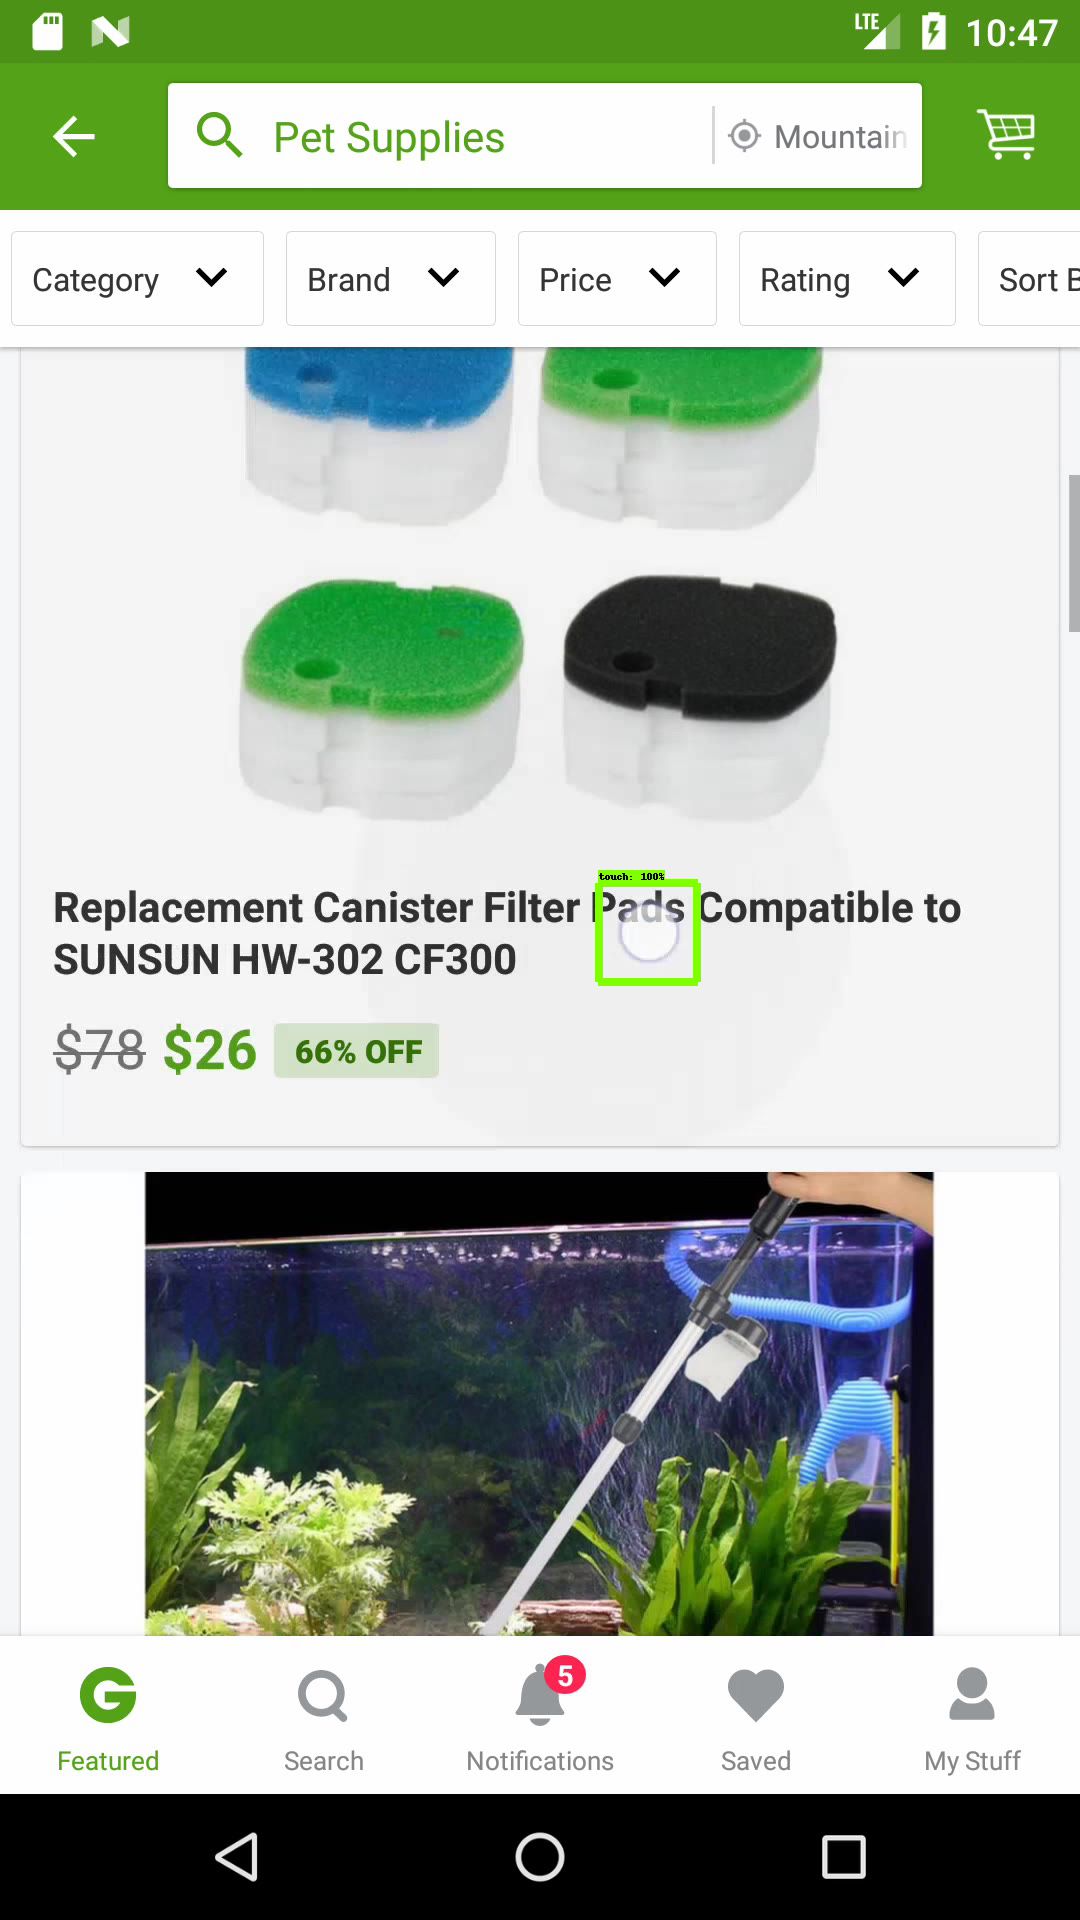 LTE 10:47
Pet Supplies Mountain
Category Brand Price Rating Sort B
touch: 100%
Replacement Canister Filter Pads Compatible to
SUNSUN HW-302 CF300
$78 $26 66% OFF
5
Featured Search Notifications Saved My Stuff